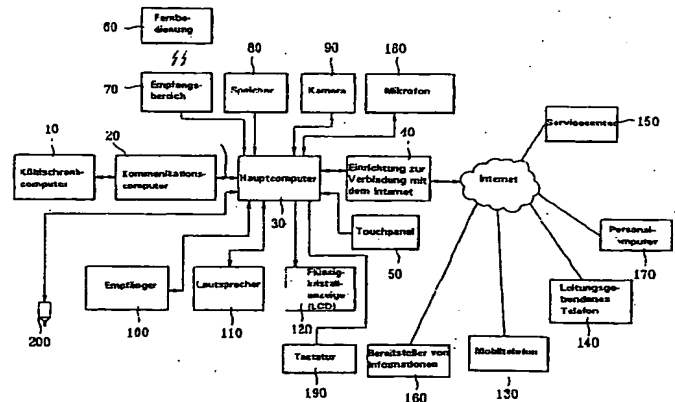 60
Fernbe-
dienung
70
Empfangs-
bereich
80
Speicher
90
Kamera
180
Mikrofon
10
Kühlschrank-
computer
20
Kommunikations-
computer
Hauptcomputer
30
40
Einrichtung zur
Verbindung mit
dem Internet
Internet
Servicecenter
150
Touchpanel
50
Personal-
computer
170
Leitungsge-
bundenes
Telefon
140
Mobiltelefon
130
Bereitsteller von
Informationen
160
200
Empfänger
100
Lautsprecher
110
Flüssig-
kristall-
anzeige
(LCD)
120
Tastatur
190